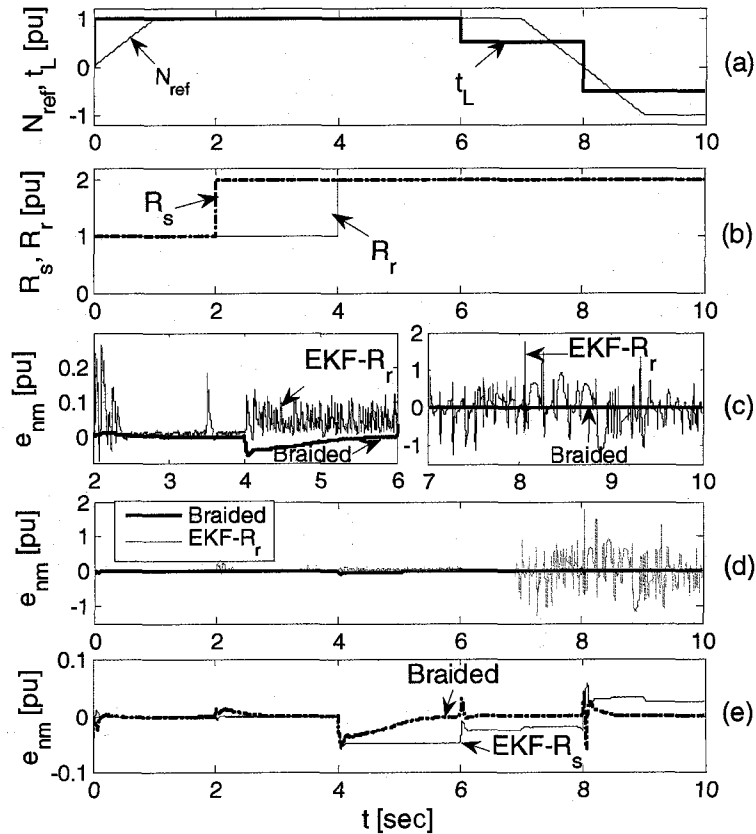 N_ref, t_L [pu]
1
0
-1
N_ref
t_L
(a)
0 2 4 6 8 10
R_s, R_r [pu]
2
1
0
R_s
R_r
(b)
0 2 4 6 8 10
e_nm [pu]
0.2
0.1
0
EKF-R_r
Braided
2 3 4 5 6
2
1
0
-1
EKF-R_r
Braided
(c)
7 8 9 10
e_nm [pu]
2
1
0
-1
Braided
EKF-R_r
(d)
0 2 4 6 8 10
e_nm [pu]
0.1
0
-0.1
Braided
EKF-R_s
(e)
0 2 4 6 8 10
t [sec]